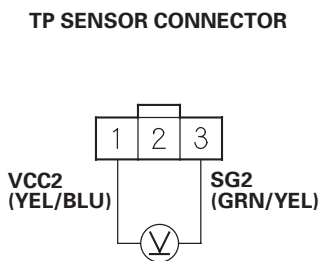 TP SENSOR CONNECTOR
1 2 3
VCC2 SG2
(YEL/BLU) (GRN/YEL)
V